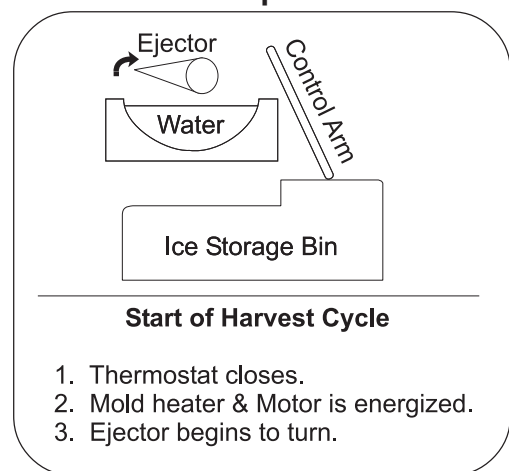 Ejector
Control Arm
Water
Ice Storage Bin
Start of Harvest Cycle
1. Thermostat closes.
2. Mold heater & Motor is energized.
3. Ejector begins to turn.